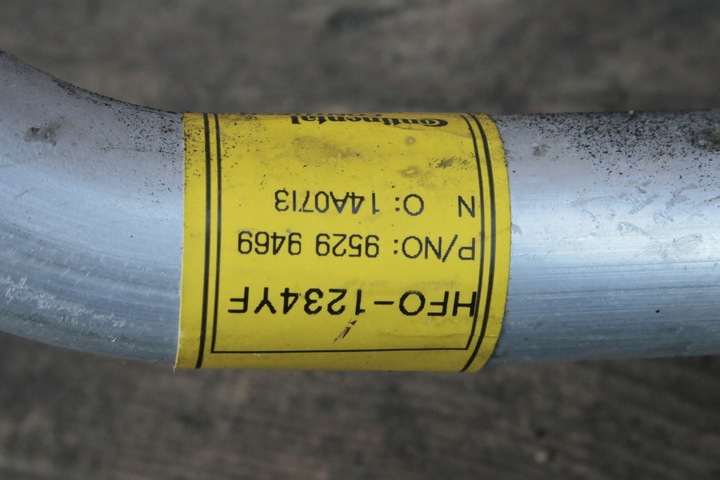 HFO-1234YF
P/NO: 9529 9469
N O: 14A0713
Continental